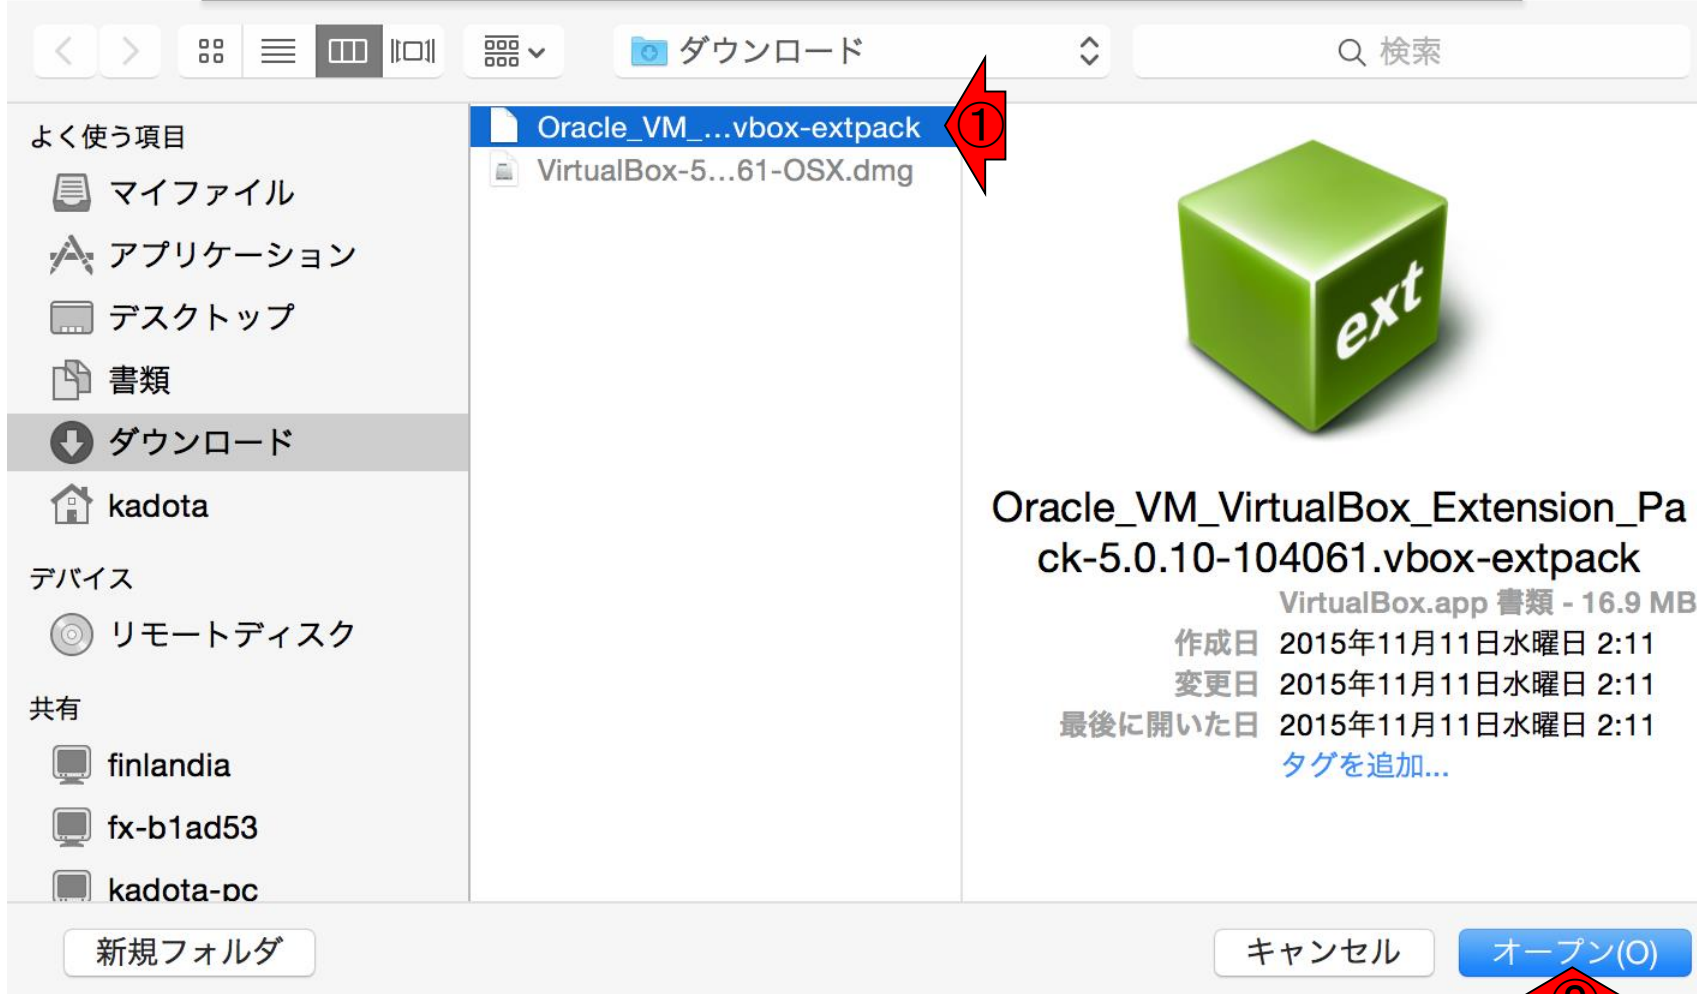 ダウンロード
検索
よく使う項目
マイファイル
アプリケーション
デスクトップ
書類
ダウンロード
kadota
デバイス
リモートディスク
共有
finlandia
fx-b1ad53
kadota-pc
Oracle_VM_...vbox-extpack
①
VirtualBox-5...61-OSX.dmg
ext
Oracle_VM_VirtualBox_Extension_Pa
ck-5.0.10-104061.vbox-extpack
VirtualBox.app 書類 - 16.9 MB
作成日 2015年11月11日水曜日 2:11
変更日 2015年11月11日水曜日 2:11
最後に開いた日 2015年11月11日水曜日 2:11
タグを追加...
新規フォルダ
キャンセル
オープン(O)